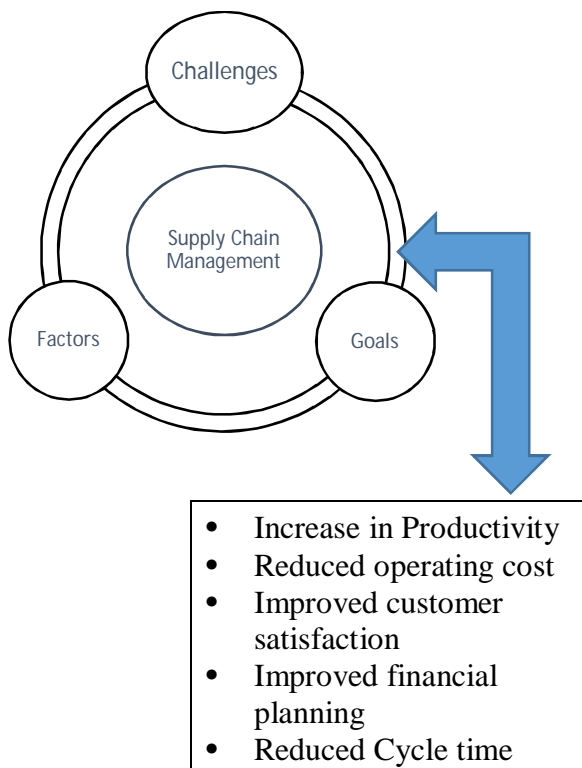 Challenges
Supply Chain
Management
Factors
Goals
• Increase in Productivity
• Reduced operating cost
• Improved customer
satisfaction
• Improved financial
planning
• Reduced Cycle time